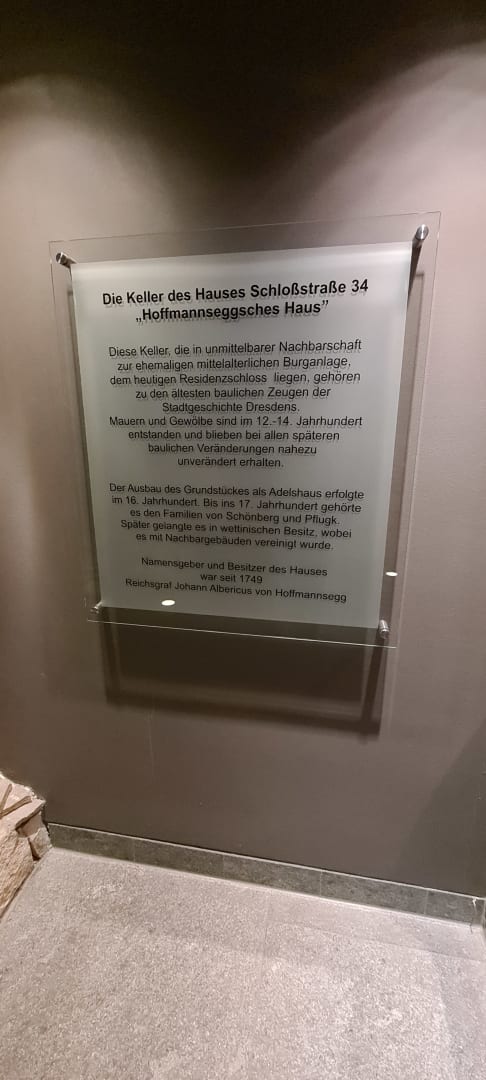 Die Keller des Hauses Schloßstraße 34
„Hoffmannseggsches Haus”
Diese Keller, die in unmittelbarer Nachbarschaft
zur ehemaligen mittelalterlichen Burganlage,
dem heutigen Residenzschloss liegen, gehören
zu den ältesten baulichen Zeugen der
Stadtgeschichte Dresdens.
Mauern und Gewölbe sind im 12.-14. Jahrhundert
entstanden und blieben bei allen späteren
baulichen Veränderungen nahezu
unverändert erhalten.
Der Ausbau des Grundstückes als Adelshaus erfolgte
im 16. Jahrhundert. Bis ins 17. Jahrhundert gehörte
es den Familien von Schönberg und Pflugk.
Später gelangte es in wettinischen Besitz, wobei
es mit Nachbargebäuden vereinigt wurde.
Namensgeber und Besitzer des Hauses
war seit 1749
Reichsgraf Johann Albericus von Hoffmannsegg